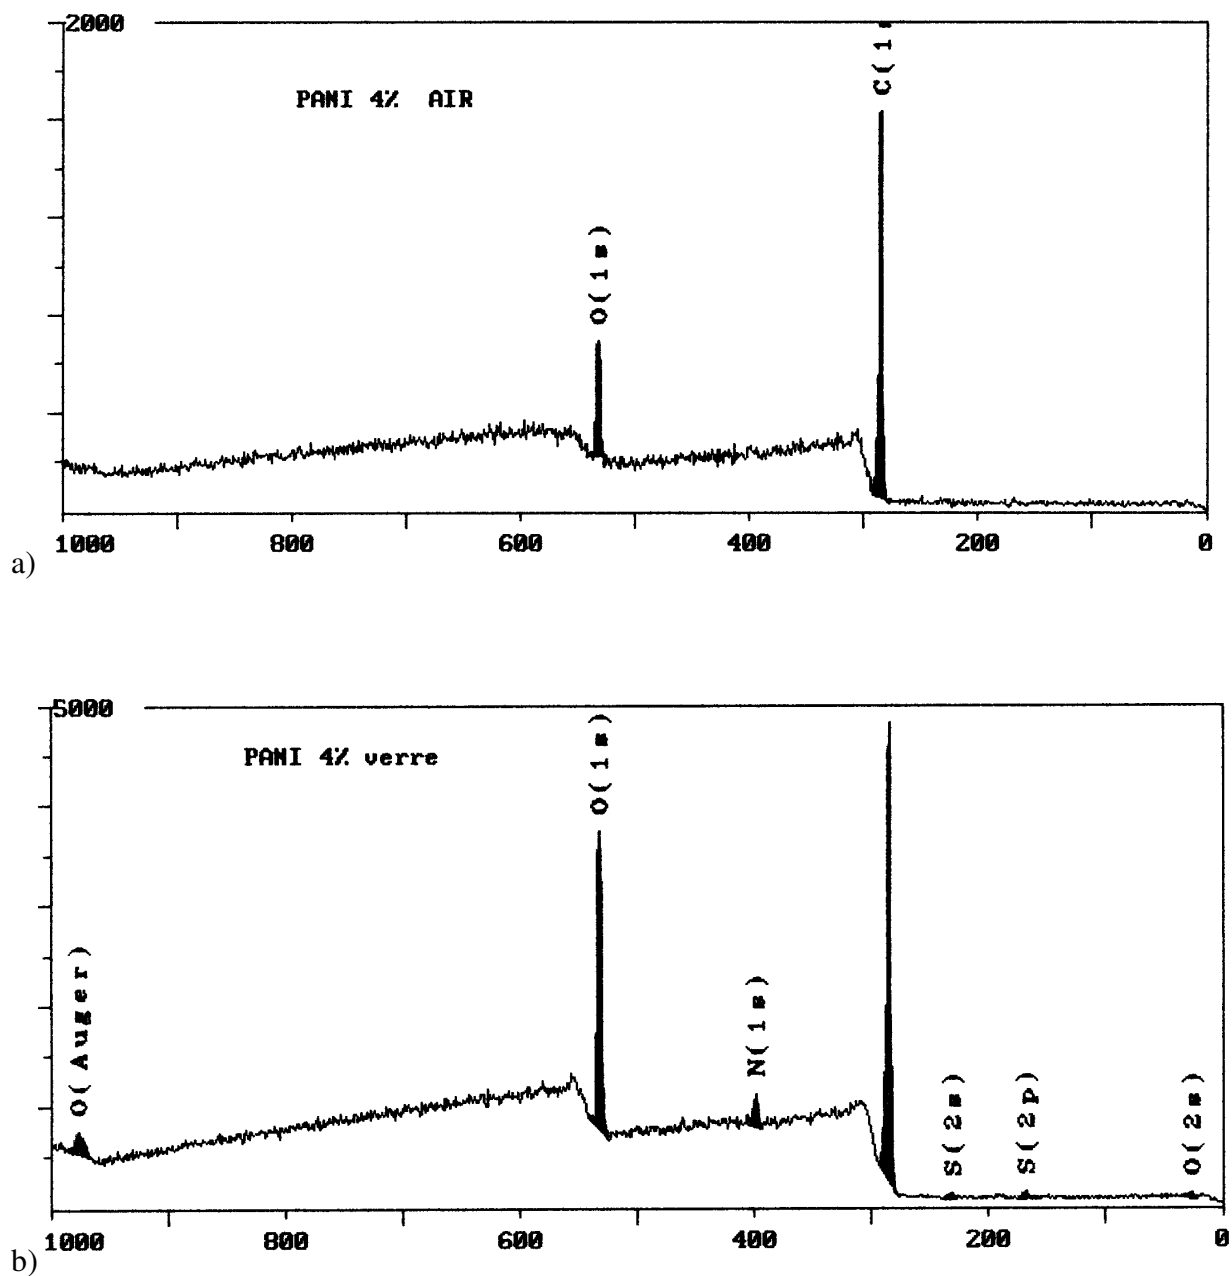 2000
PANI 4% AIR
C(1s
O(1s)
1000 800 600 400 200 0
a)
5000
PANI 4% verre
O(1s)
O(Auger)
N(1s)
S(2s)
S(2p)
O(2s)
1000 800 600 400 200 0
b)